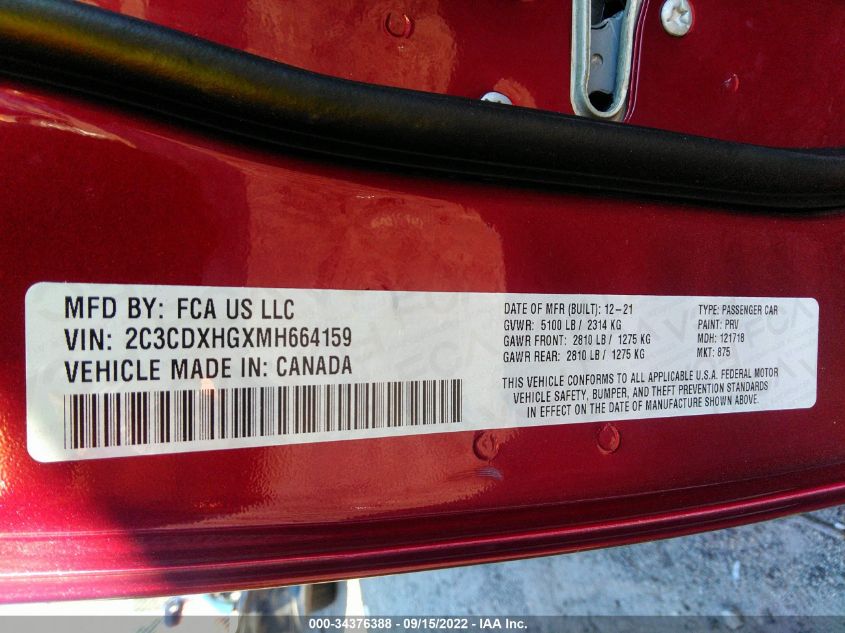 MFD BY: FCA US LLC
VIN: 2C3CDXHGXMH664159
VEHICLE MADE IN: CANADA
DATE OF MFR (BUILT): 12-21
GVWR: 5100 LB / 2314 KG
GAWR FRONT: 2810 LB / 1275 KG
GAWR REAR: 2810 LB / 1275 KG
TYPE: PASSENGER CAR
PAINT: PRV
MDH: 121718
MKT: 875
THIS VEHICLE CONFORMS TO ALL APPLICABLE U.S.A. FEDERAL MOTOR
VEHICLE SAFETY, BUMPER, AND THEFT PREVENTION STANDARDS
IN EFFECT ON THE DATE OF MANUFACTURE SHOWN ABOVE.
000-34376388 - 09/15/2022 - IAA Inc.